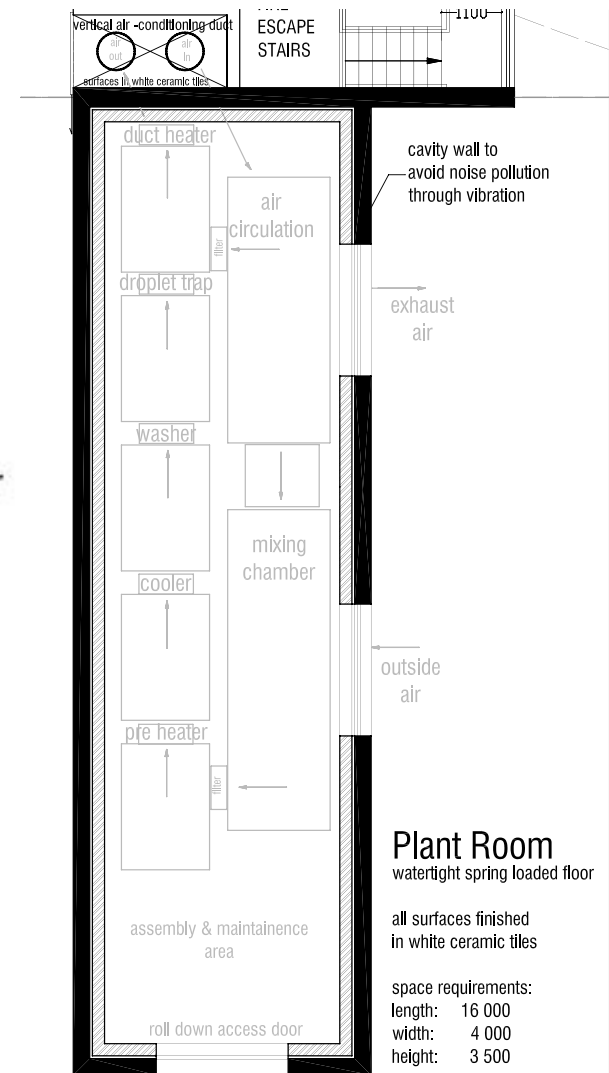 vertical air -conditioning duct
air
out
air
in
surfaces in white ceramic tiles
ESCAPE
STAIRS
1100
duct heater
cavity wall to
avoid noise pollution
through vibration
air
circulation
filter
droplet trap
exhaust
air
washer
mixing
chamber
cooler
outside
air
pre heater
filter
Plant Room
watertight spring loaded floor
all surfaces finished
in white ceramic tiles
assembly & maintainence
area
space requirements:
length: 16 000
width: 4 000
height: 3 500
roll down access door